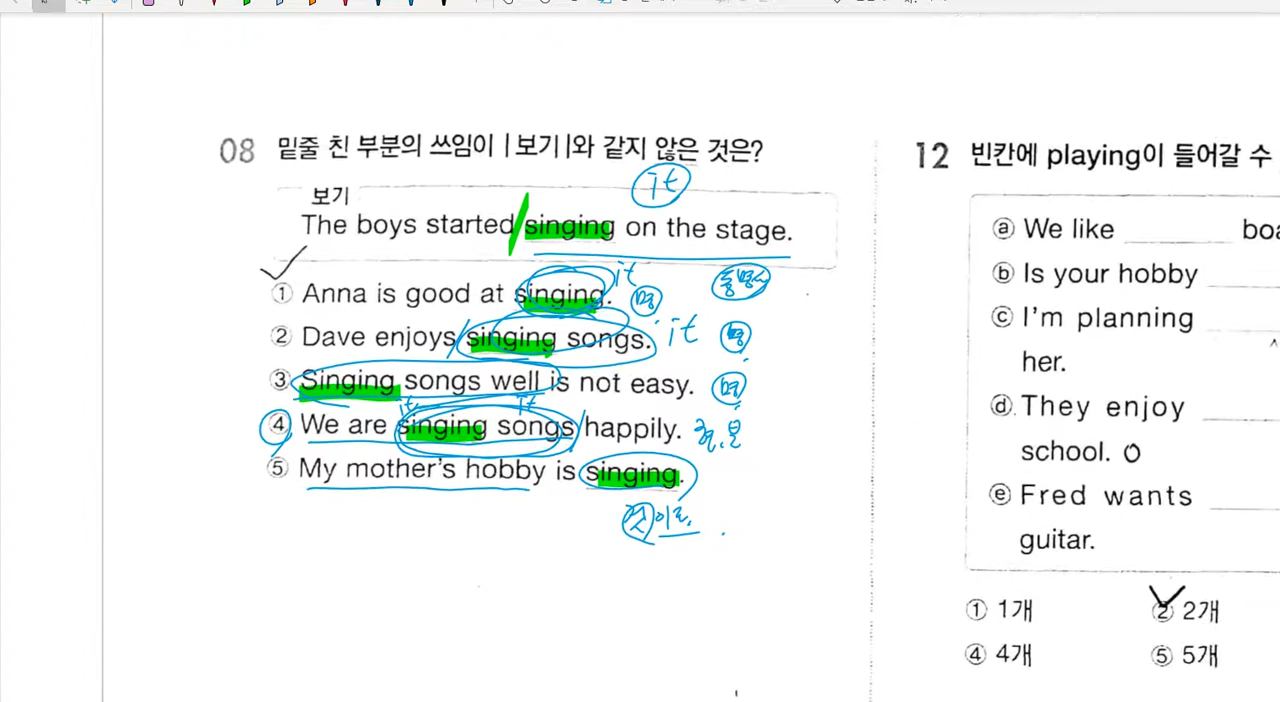 08 밑줄 친 부분의 쓰임이 |보기|와 같지 않은 것은?
it
보기
The boys started singing on the stage.
① Anna is good at singing.
it
② Dave enjoys singing songs.
it
③ Singing songs well is not easy.
it it
④ We are singing songs happily.
⑤ My mother's hobby is singing.
12 빈칸에 playing이 들어갈 수
ⓐ We like
ⓑ Is your hobby
ⓒ I'm planning
her.
ⓓ They enjoy
school. O
ⓔ Fred wants
guitar.
① 1개 ② 2개
④ 4개 ⑤ 5개